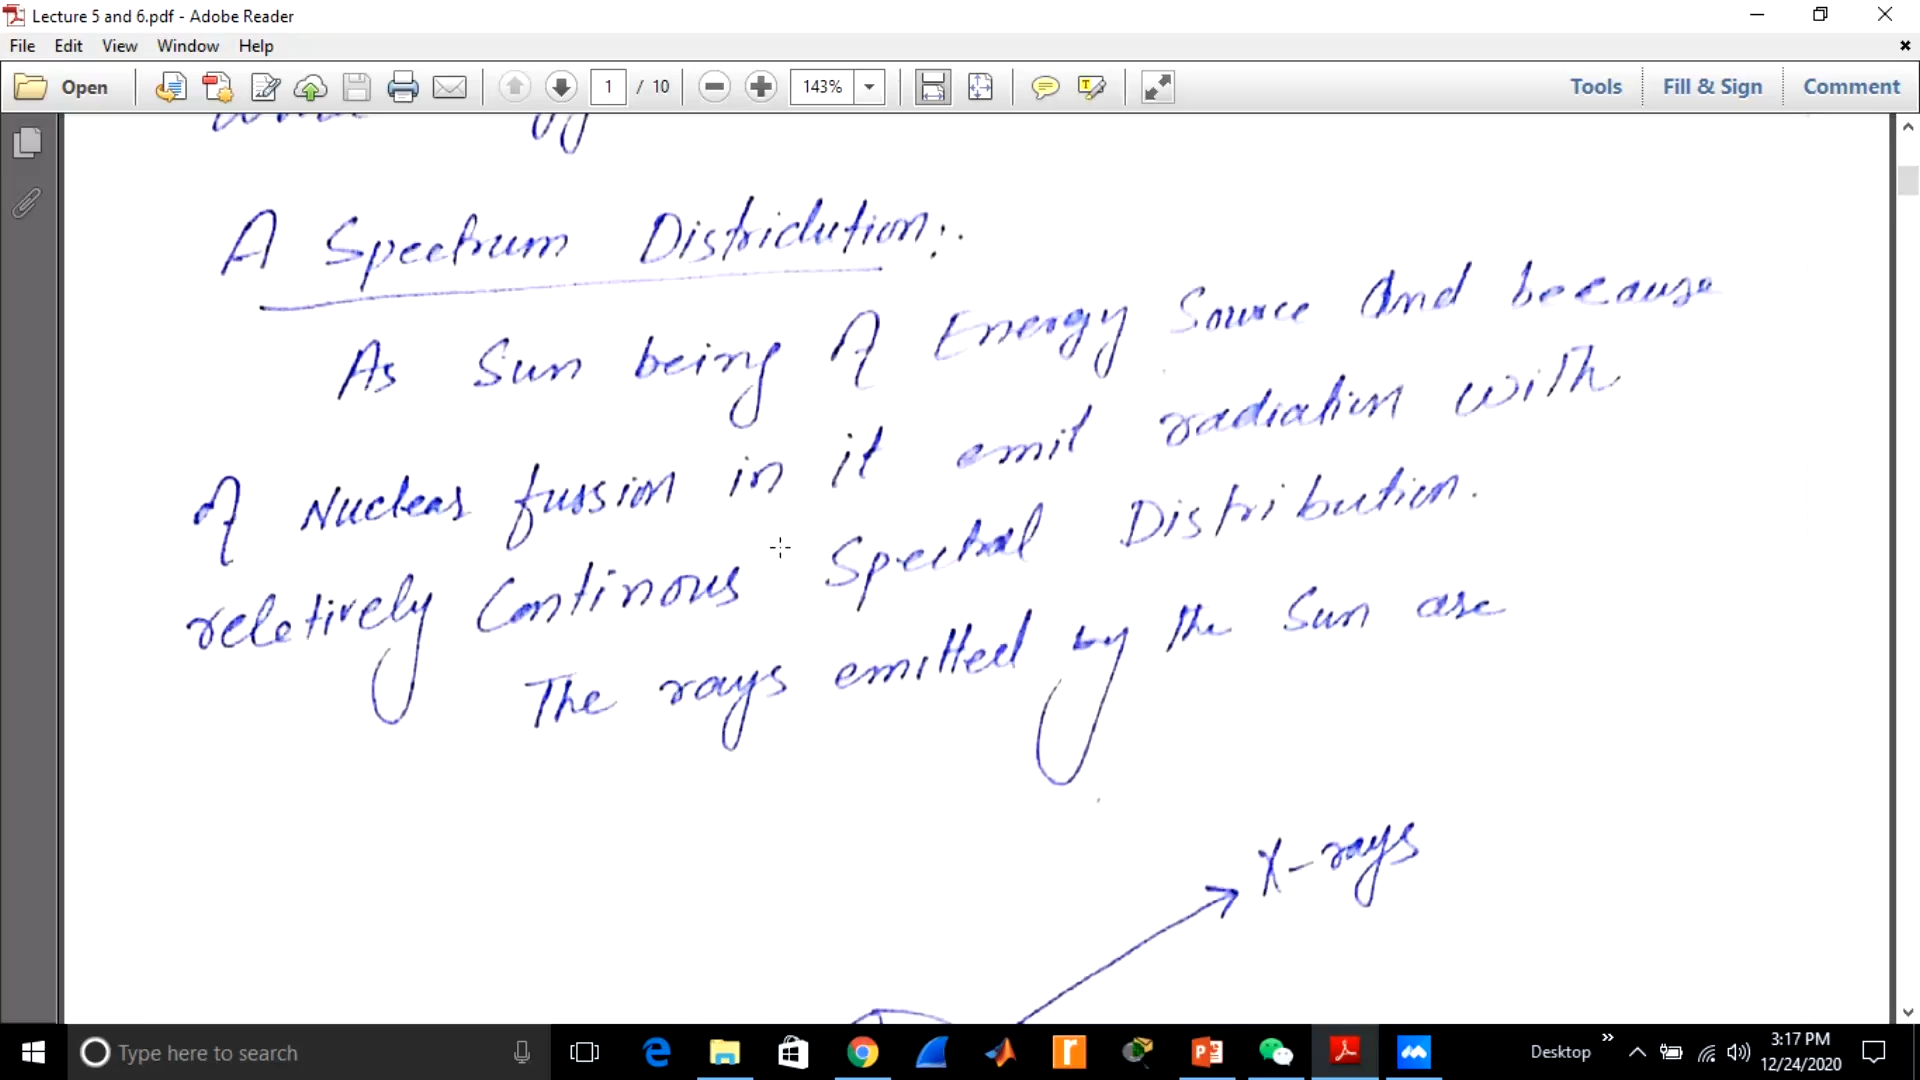 Lecture 5 and 6.pdf - Adobe Reader
File Edit View Window Help
Open 1 / 10 143% Tools Fill & Sign Comment
A Spectrum Districution:.
As Sun being A Energy Source And because
of Nuclear fussion in it emit radiation with
reletively Continous Spectral Distribution.
The rays emitted by the Sun are
X-rays
Type here to search
Desktop
3:17 PM
12/24/2020